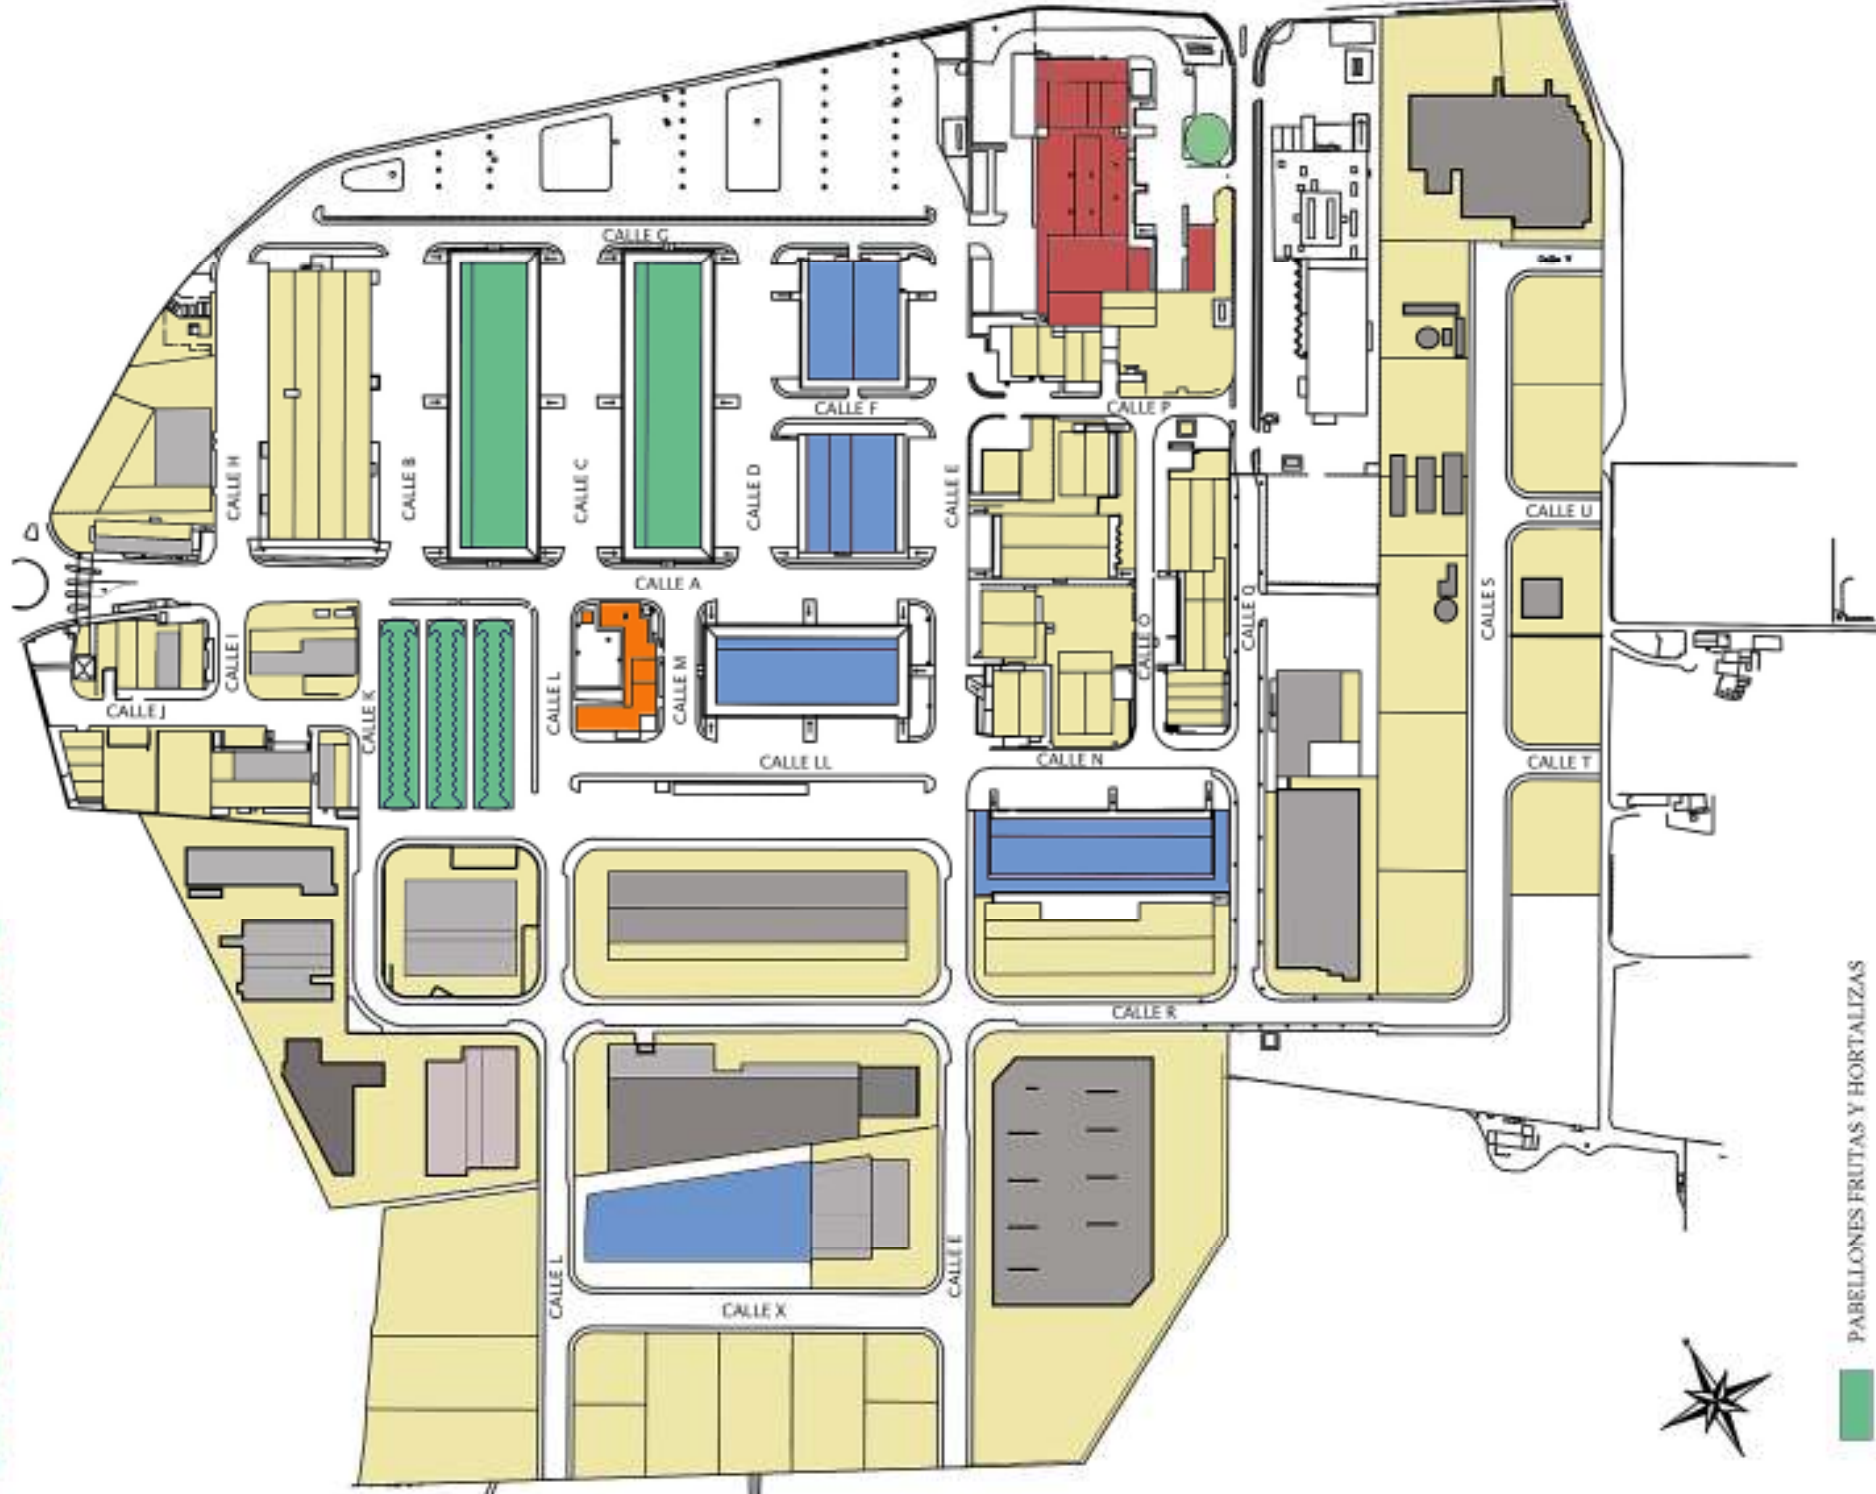 CALLE G
Calle V
CALLE F
CALLE P
CALLE H
CALLE B
CALLE C
CALLE D
CALLE E
CALLE U
CALLE A
CALLE I
CALLE K
CALLE L
CALLE M
CALLE O
CALLE Q
CALLE S
CALLE J
CALLE LL
CALLE N
CALLE T
CALLE R
CALLE L
CALLE E
CALLE X
PABELLONES FRUTAS Y HORTALIZAS